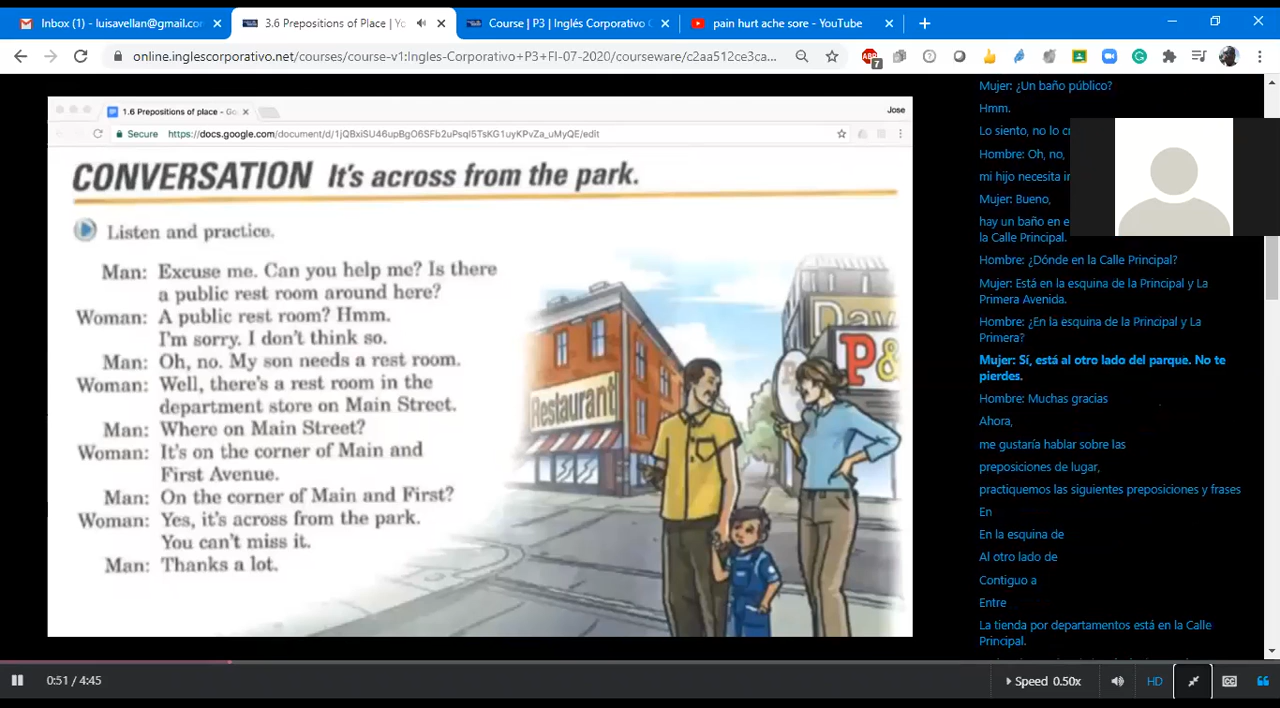 Inbox (1) - luisavellan@gmail.co
3.6 Prepositions of Place | Yo
Course | P3 | Inglés Corporativo
pain hurt ache sore - YouTube
online.inglescorporativo.net/courses/course-v1:Ingles-Corporativo+P3+FI-07-2020/courseware/c2aa512ce3ca...
7
1.6 Prepositions of place - Go
Jose
Secure
https://docs.google.com/document/d/1jQBxiSU46upBgO6SFb2uPsqI5TsKG1uyKPvZa_uMyQE/edit
CONVERSATION It's across from the park.
Listen and practice.
Man: Excuse me. Can you help me? Is there
a public rest room around here?
Woman: A public rest room? Hmm.
I'm sorry. I don't think so.
Man: Oh, no. My son needs a rest room.
Woman: Well, there's a rest room in the
department store on Main Street.
Man: Where on Main Street?
Woman: It's on the corner of Main and
First Avenue.
Man: On the corner of Main and First?
Woman: Yes, it's across from the park.
You can't miss it.
Man: Thanks a lot.
Restaurant
Dav
P&
Mujer: ¿Un baño público?
Hmm.
Lo siento, no lo c
Hombre: Oh, no,
mi hijo necesita i
Mujer: Bueno,
hay un baño en e
la Calle Principal.
Hombre: ¿Dónde en la Calle Principal?
Mujer: Está en la esquina de la Principal y La
Primera Avenida.
Hombre: ¿En la esquina de la Principal y La
Primera?
Mujer: Sí, está al otro lado del parque. No te
pierdes.
Hombre: Muchas gracias
Ahora,
me gustaría hablar sobre las
preposiciones de lugar,
practiquemos las siguientes preposiciones y frases
En
En la esquina de
Al otro lado de
Contiguo a
Entre
La tienda por departamentos está en la Calle
Principal.
0:51 / 4:45
Speed 0.50x
HD